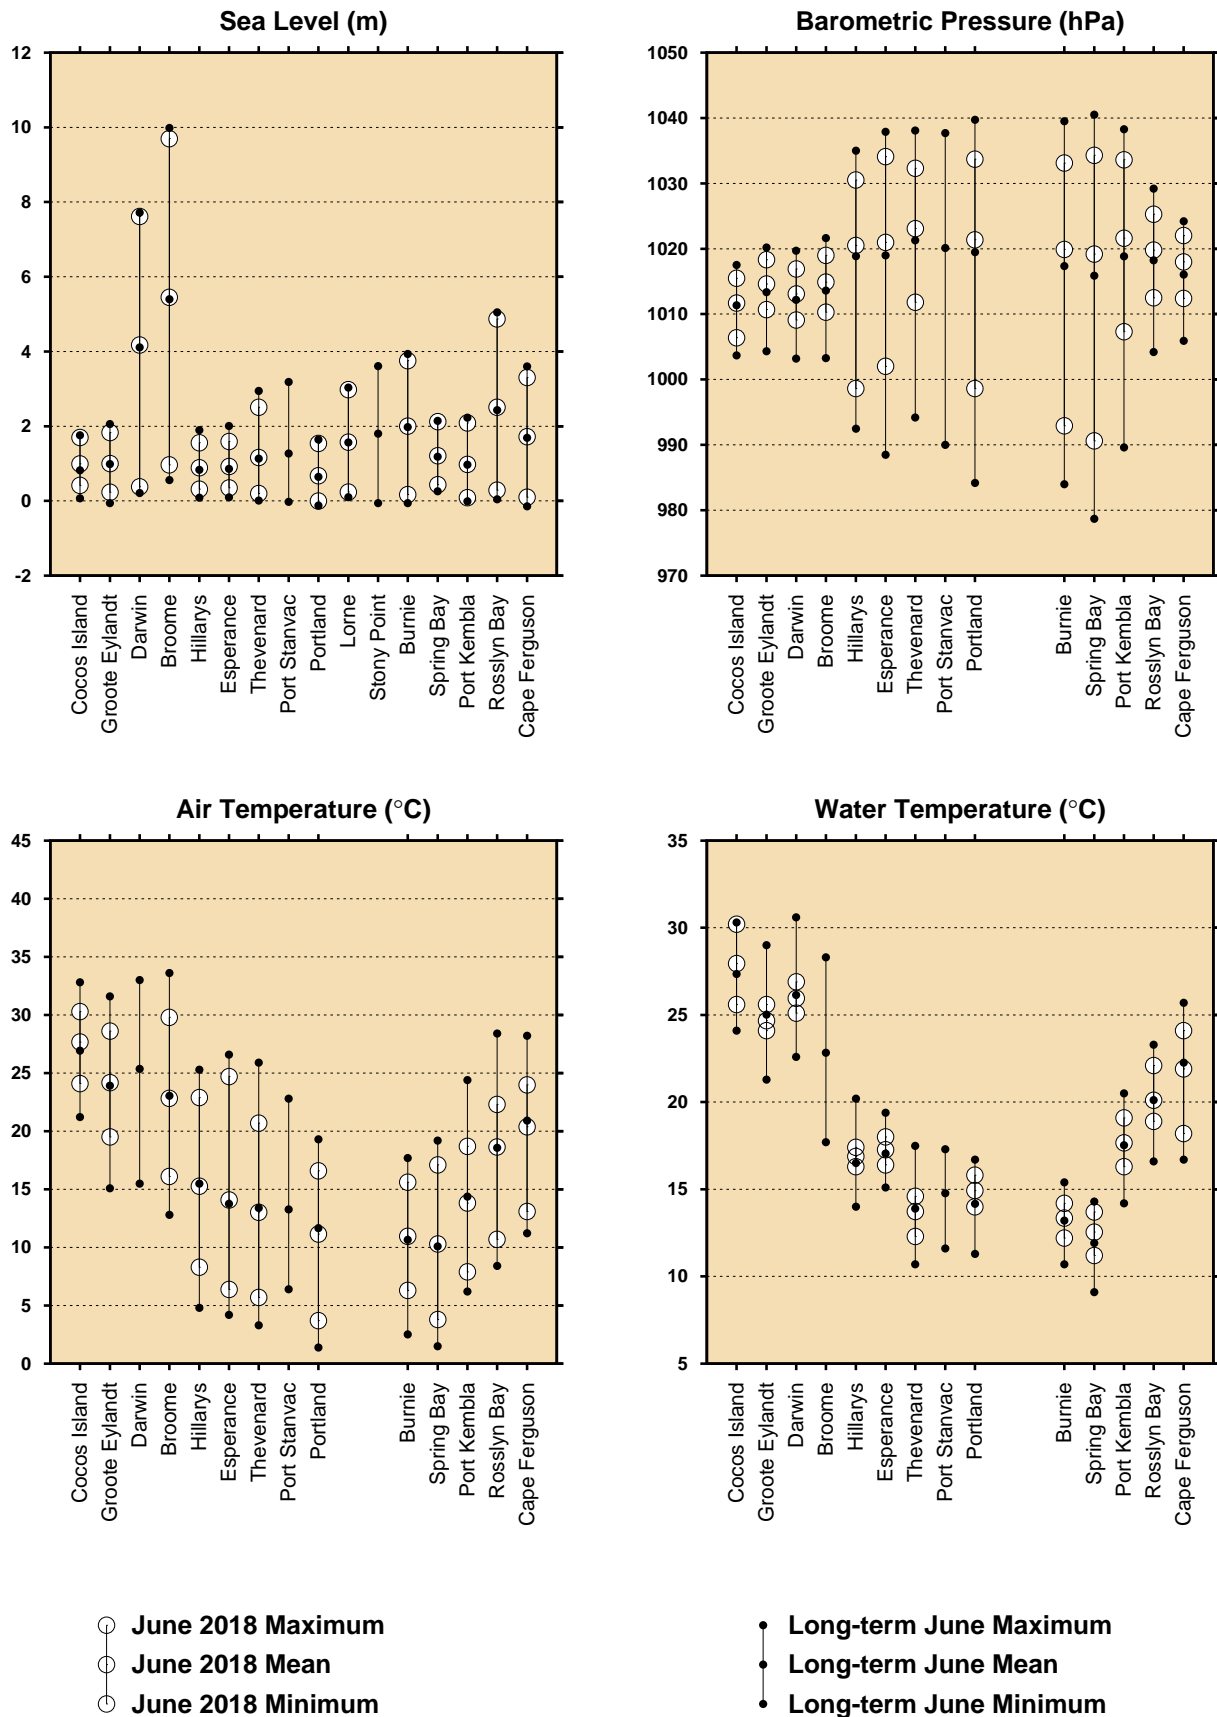 Sea Level (m)
12
10
8
6
4
2
0
-2
Cocos Island
Groote Eylandt
Darwin
Broome
Hillarys
Esperance
Thevenard
Port Stanvac
Portland
Lorne
Stony Point
Burnie
Spring Bay
Port Kembla
Rosslyn Bay
Cape Ferguson
Barometric Pressure (hPa)
1050
1040
1030
1020
1010
1000
990
980
970
Cocos Island
Groote Eylandt
Darwin
Broome
Hillarys
Esperance
Thevenard
Port Stanvac
Portland
Burnie
Spring Bay
Port Kembla
Rosslyn Bay
Cape Ferguson
Air Temperature (°C)
45
40
35
30
25
20
15
10
5
0
Cocos Island
Groote Eylandt
Darwin
Broome
Hillarys
Esperance
Thevenard
Port Stanvac
Portland
Burnie
Spring Bay
Port Kembla
Rosslyn Bay
Cape Ferguson
Water Temperature (°C)
35
30
25
20
15
10
5
Cocos Island
Groote Eylandt
Darwin
Broome
Hillarys
Esperance
Thevenard
Port Stanvac
Portland
Burnie
Spring Bay
Port Kembla
Rosslyn Bay
Cape Ferguson
June 2018 Maximum
June 2018 Mean
June 2018 Minimum
Long-term June Maximum
Long-term June Mean
Long-term June Minimum